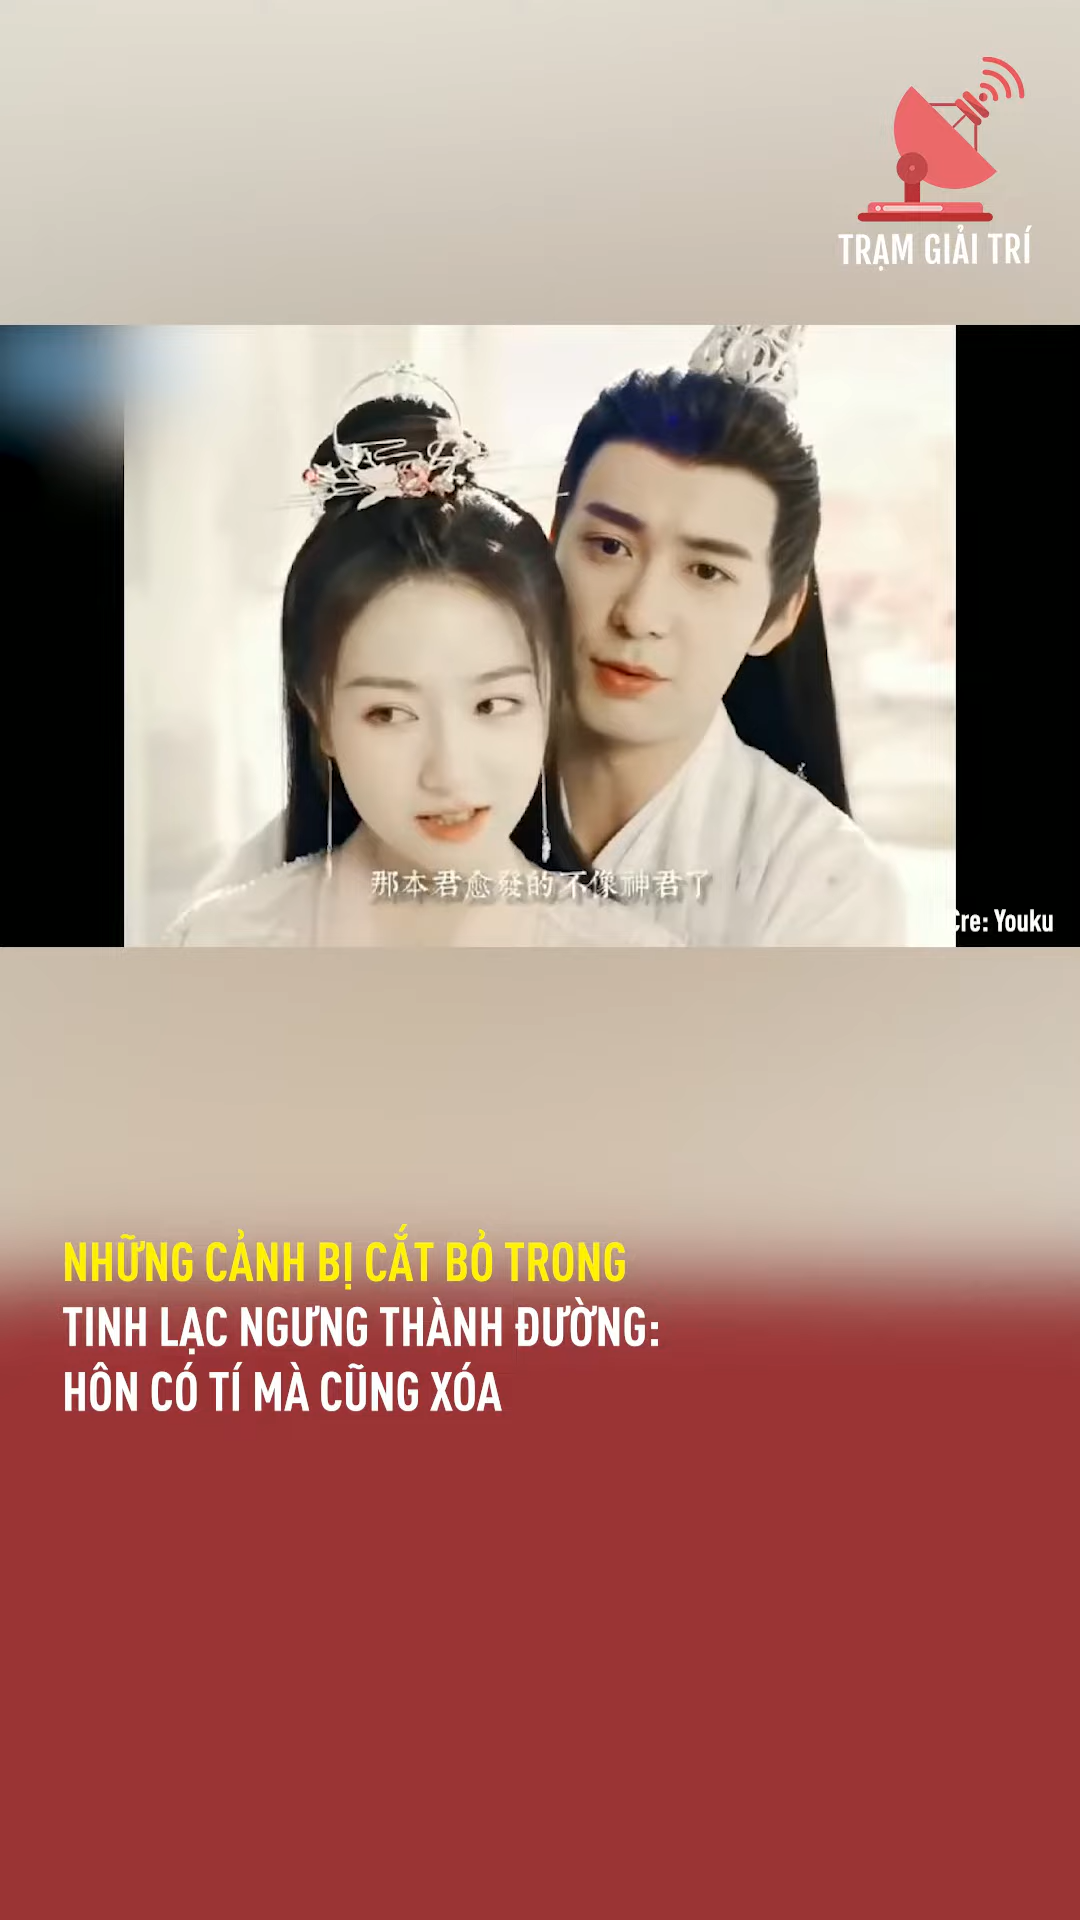 TRẠM GIẢI TRÍ
那本君愈發的不像神君了
Cre: Youku
NHỮNG CẢNH BỊ CẮT BỎ TRONG
TINH LẠC NGƯNG THÀNH ĐƯỜNG:
HÔN CÓ TÍ MÀ CŨNG XÓA